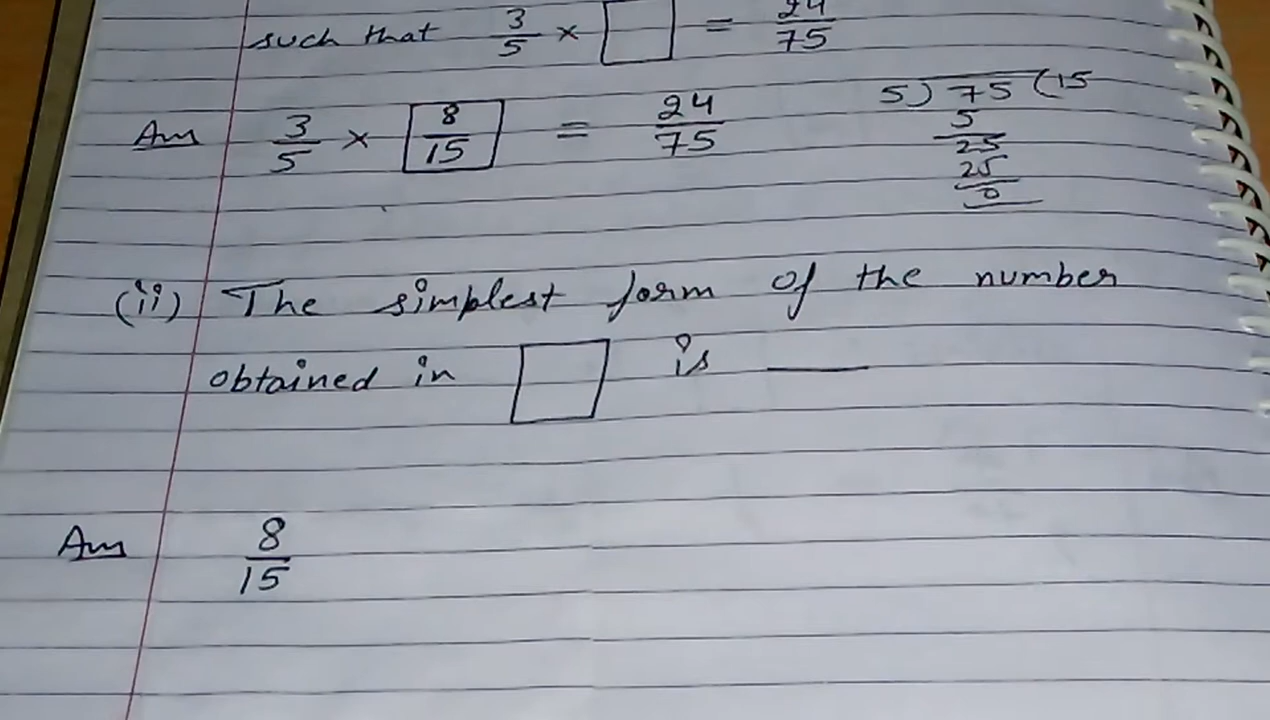 such that 3/5 × □ = 24/75
Ans 3/5 × 8/15 = 24/75
5) 75 (15
5
25
25
0
(ii) The simplest form of the number
obtained in □ is ___
Ans 8/15